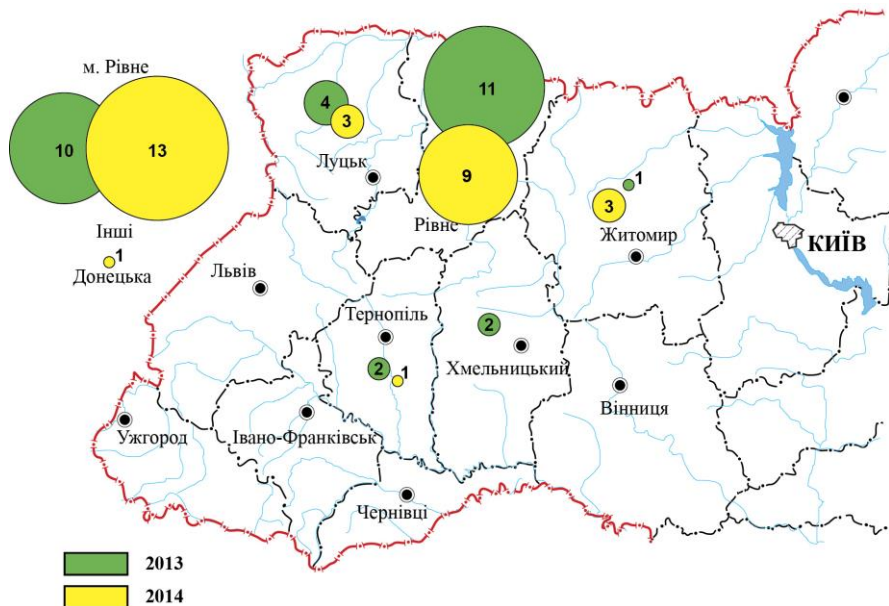 м. Рівне
10
13
Інші
1
Донецька
4
3
Луцьк
11
9
Рівне
1
3
Житомир
КИЇВ
Львів
Тернопіль
2
1
2
Хмельницький
Вінниця
Ужгород
Івано-Франківськ
Чернівці
2013
2014